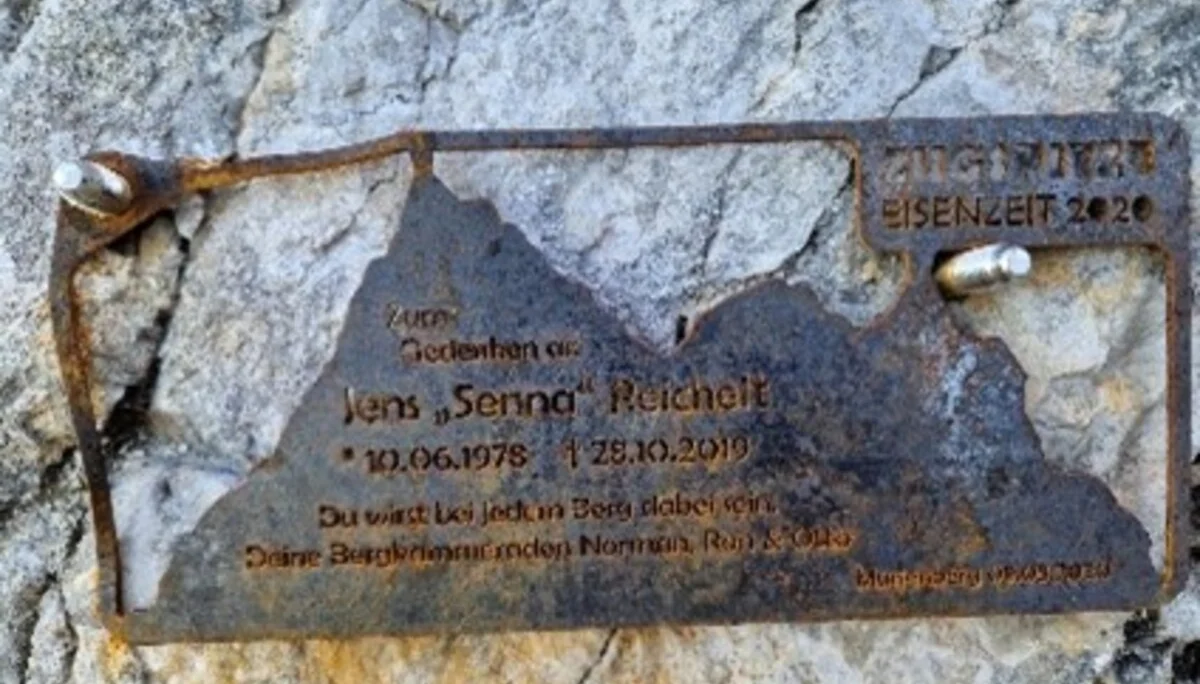 ZUGSPITZE
EISENZEIT 2020
Zum
Gedenken an
Jens „Senna“ Reichelt
* 10.06.1978 † 28.10.2019
Du wirst bei jedem Berg dabei sein.
Deine Bergkammeraden Norman, Ron & Otto